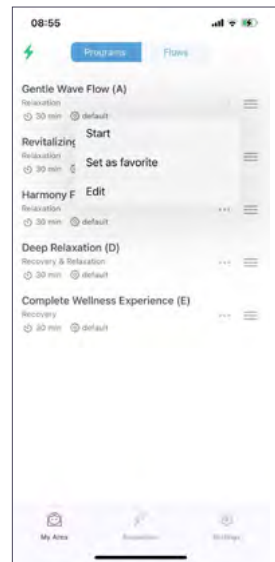 08:55
Programs Flows
Gentle Wave Flow (A)
Relaxation
30 min default
Start
Revitalizing
Relaxation
30 min
Set as favorite
Harmony F
Edit
Relaxation
30 min default
Deep Relaxation (D)
Recovery & Relaxation
30 min default
Complete Wellness Experience (E)
Recovery
30 min default
My Area Settings